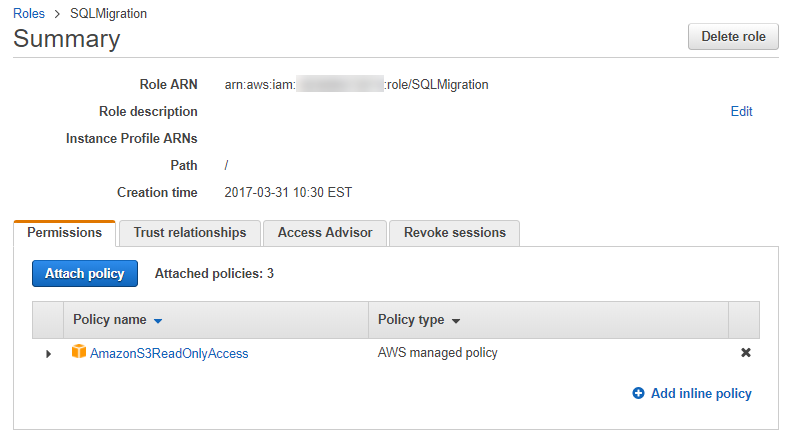 Roles > SQLMigration
Summary
Delete role
Role ARN arn:aws:iam: :role/SQLMigration
Role description Edit
Instance Profile ARNs
Path /
Creation time 2017-03-31 10:30 EST
Permissions Trust relationships Access Advisor Revoke sessions
Attach policy Attached policies: 3
Policy name Policy type
AmazonS3ReadOnlyAccess AWS managed policy
Add inline policy